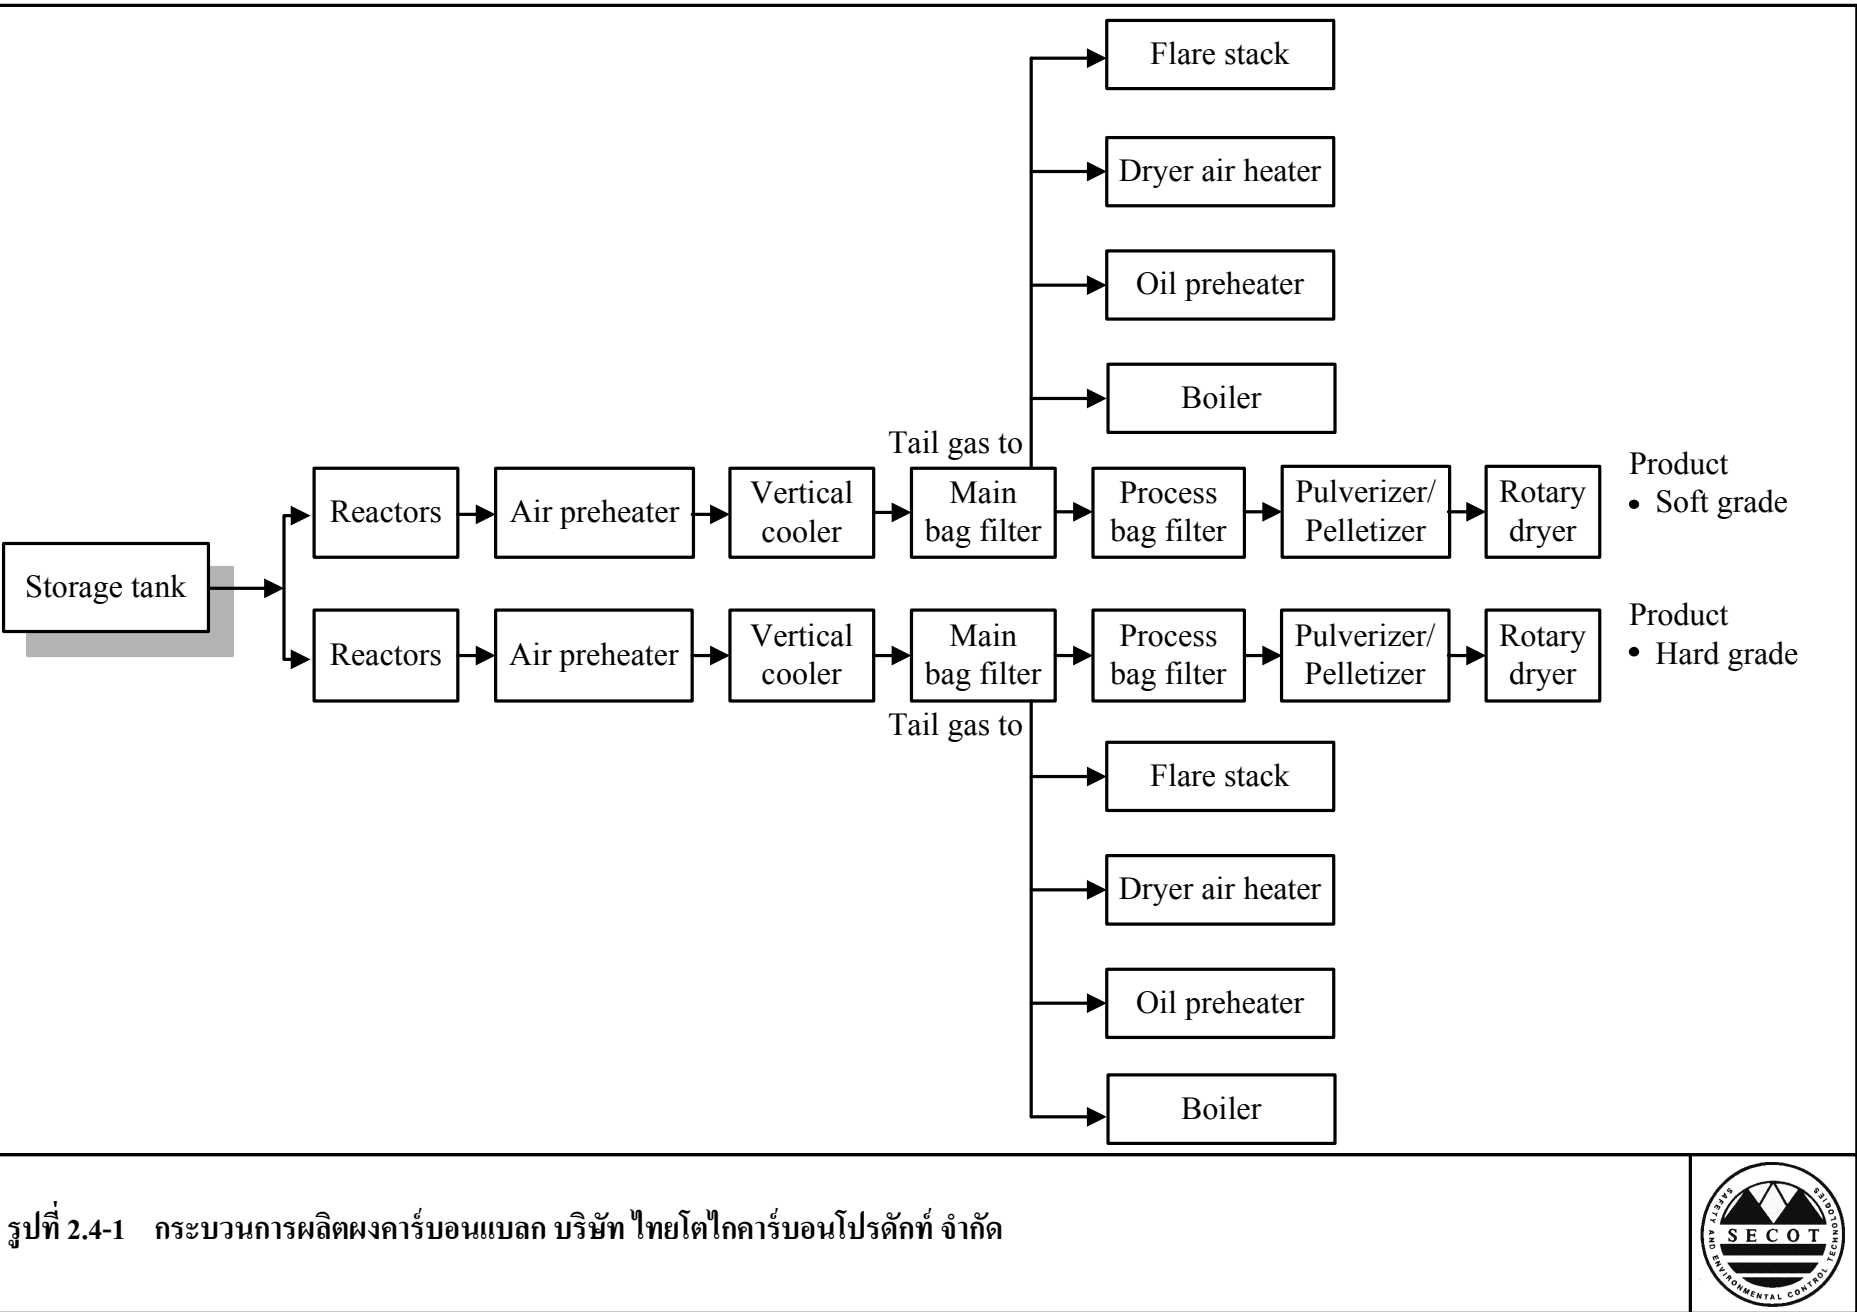 Flare stack
Dryer air heater
Oil preheater
Boiler
Tail gas to
Reactors
Air preheater
Vertical
cooler
Main
bag filter
Process
bag filter
Pulverizer/
Pelletizer
Rotary
dryer
Product
• Soft grade
Storage tank
Reactors
Air preheater
Vertical
cooler
Main
bag filter
Process
bag filter
Pulverizer/
Pelletizer
Rotary
dryer
Product
• Hard grade
Tail gas to
Flare stack
Dryer air heater
Oil preheater
Boiler
รูปที่ 2.4-1 กระบวนการผลิตผงคาร์บอนแบลก บริษัท ไทยโตไกคาร์บอนโปรดักท์ จำกัด
SECOT
SAFETY AND ENVIRONMENTAL CONTROL TECHNOLOGIES